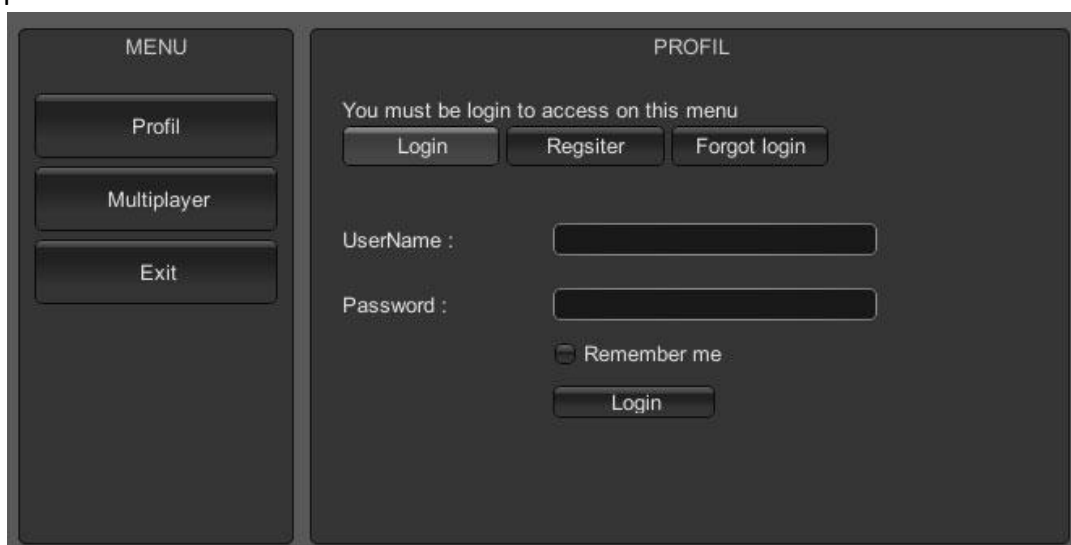 MENU
Profil
Multiplayer
Exit
PROFIL
You must be login to access on this menu
Login
Regsiter
Forgot login
UserName :
Password :
Remember me
Login